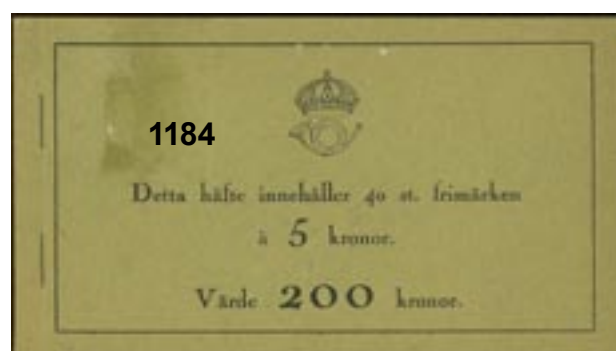 1184
Detta häfte innehåller 40 st. frimärken
à 5 kronor.
Värde 200 kronor.